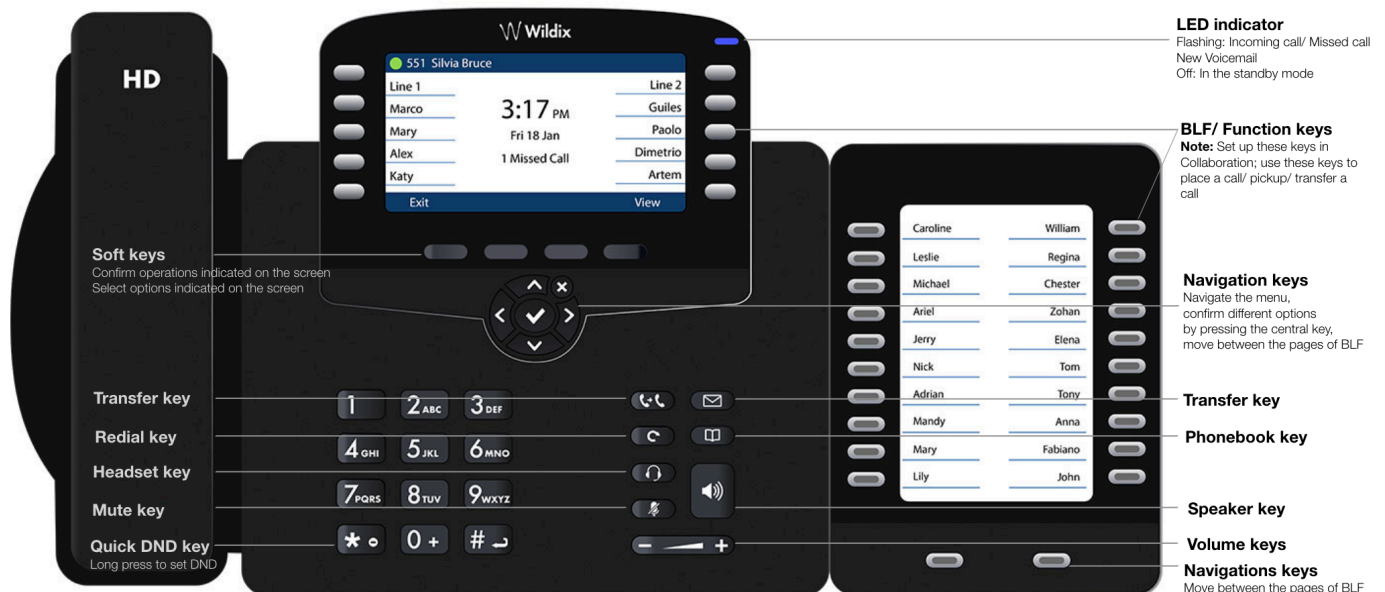 Wildix
HD
551 Silvia Bruce
Line 1
Line 2
Marco
3:17 PM
Guiles
Mary
Fri 18 Jan
Paolo
Alex
1 Missed Call
Dimetrio
Katy
Artem
Exit
View
LED indicator
Flashing: Incoming call/ Missed call
New Voicemail
Off: In the standby mode
BLF/ Function keys
Note: Set up these keys in
Collaboration; use these keys to
place a call/ pickup/ transfer a
call
Soft keys
Confirm operations indicated on the screen
Select options indicated on the screen
Navigation keys
Navigate the menu,
confirm different options
by pressing the central key,
move between the pages of BLF
Caroline
William
Leslie
Regina
Michael
Chester
Ariel
Zohan
Jerry
Elena
Nick
Tom
Adrian
Tony
Mandy
Anna
Mary
Fabiano
Lily
John
Transfer key
Redial key
Headset key
Mute key
Quick DND key
Long press to set DND
1
2 ABC
3 DEF
4 GHI
5 JKL
6 MNO
7 PQRS
8 TUV
9 WXYZ
*
0 +
#
- +
Transfer key
Phonebook key
Speaker key
Volume keys
Navigations keys
Move between the pages of BLF